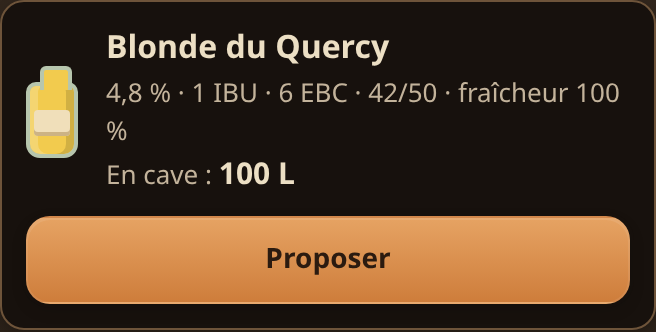 Blonde du Quercy
4,8 % · 1 IBU · 6 EBC · 42/50 · fraîcheur 100
%
En cave : 100 L
Proposer